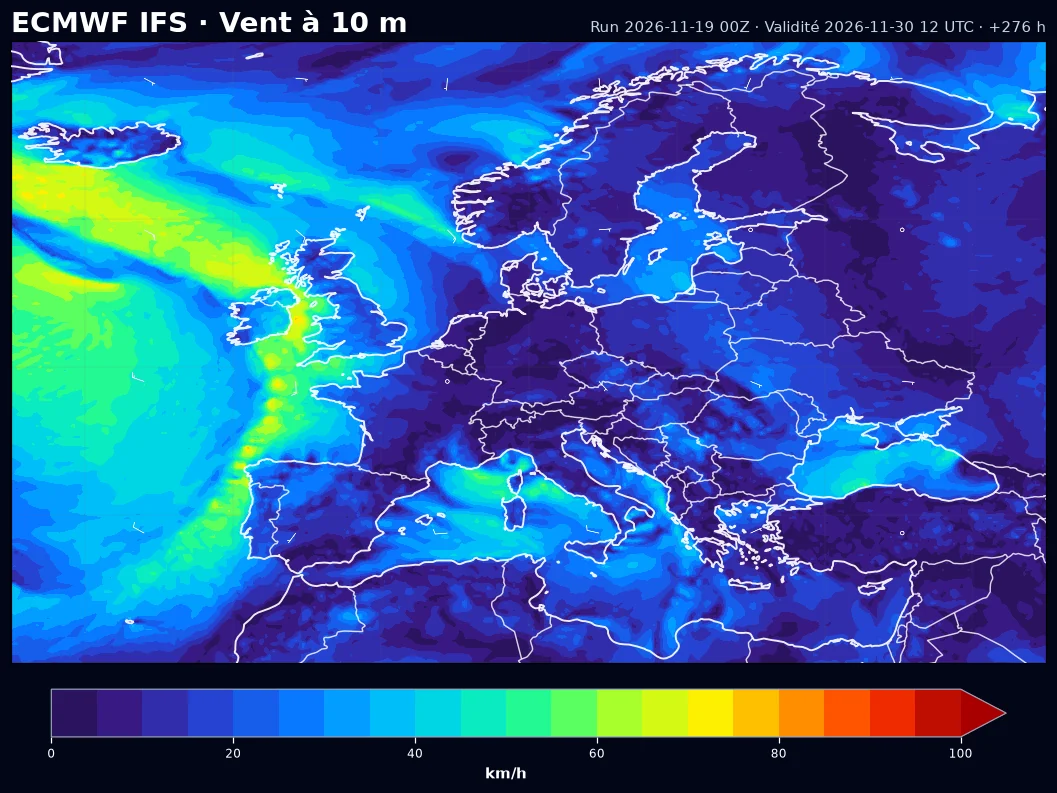 ECMWF IFS · Vent à 10 m
Run 2026-11-19 00Z · Validité 2026-11-30 12 UTC · +276 h
0 20 40 60 80 100
km/h